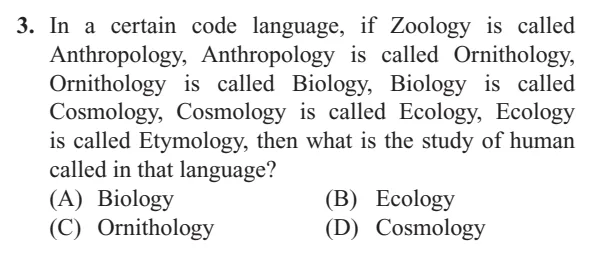 3. In a certain code language, if Zoology is called
Anthropology, Anthropology is called Ornithology,
Ornithology is called Biology, Biology is called
Cosmology, Cosmology is called Ecology, Ecology
is called Etymology, then what is the study of human
called in that language?
(A) Biology (B) Ecology
(C) Ornithology (D) Cosmology